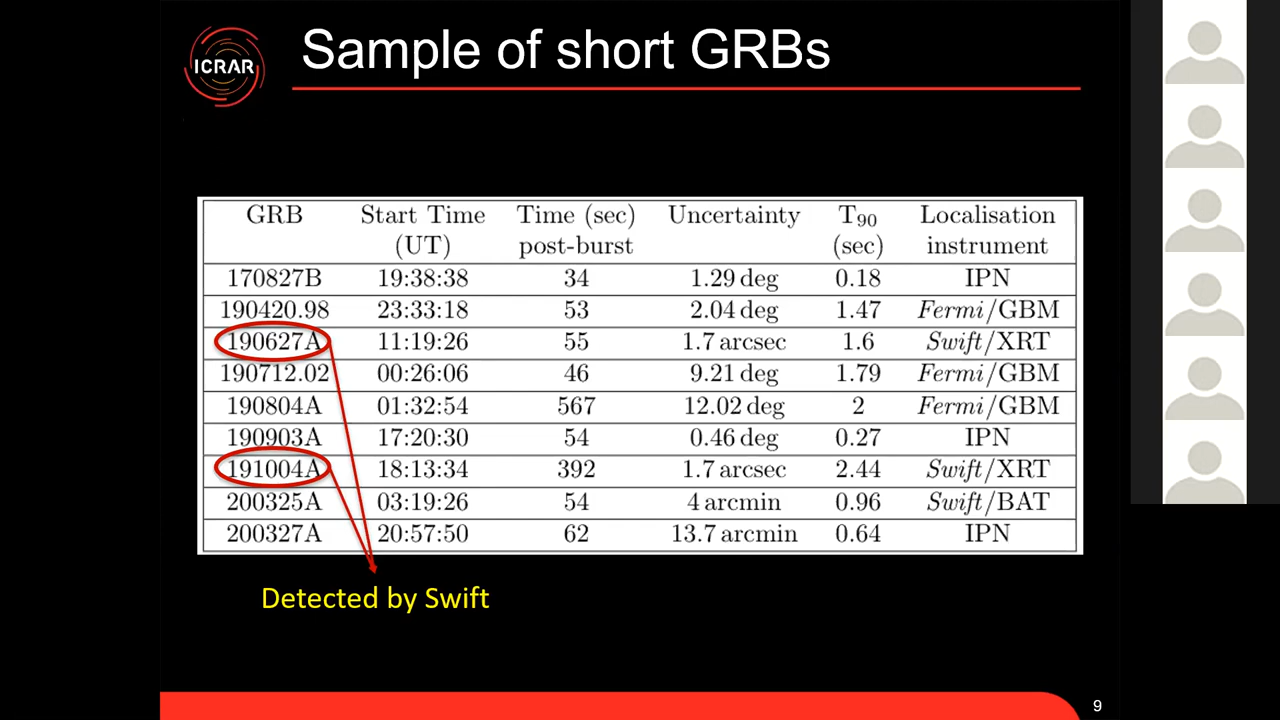 ICRAR
Sample of short GRBs
GRB Start Time Time (sec) Uncertainty T90 Localisation
(UT) post-burst (sec) instrument
170827B 19:38:38 34 1.29 deg 0.18 IPN
190420.98 23:33:18 53 2.04 deg 1.47 Fermi/GBM
190627A 11:19:26 55 1.7 arcsec 1.6 Swift/XRT
190712.02 00:26:06 46 9.21 deg 1.79 Fermi/GBM
190804A 01:32:54 567 12.02 deg 2 Fermi/GBM
190903A 17:20:30 54 0.46 deg 0.27 IPN
191004A 18:13:34 392 1.7 arcsec 2.44 Swift/XRT
200325A 03:19:26 54 4 arcmin 0.96 Swift/BAT
200327A 20:57:50 62 13.7 arcmin 0.64 IPN
Detected by Swift
9